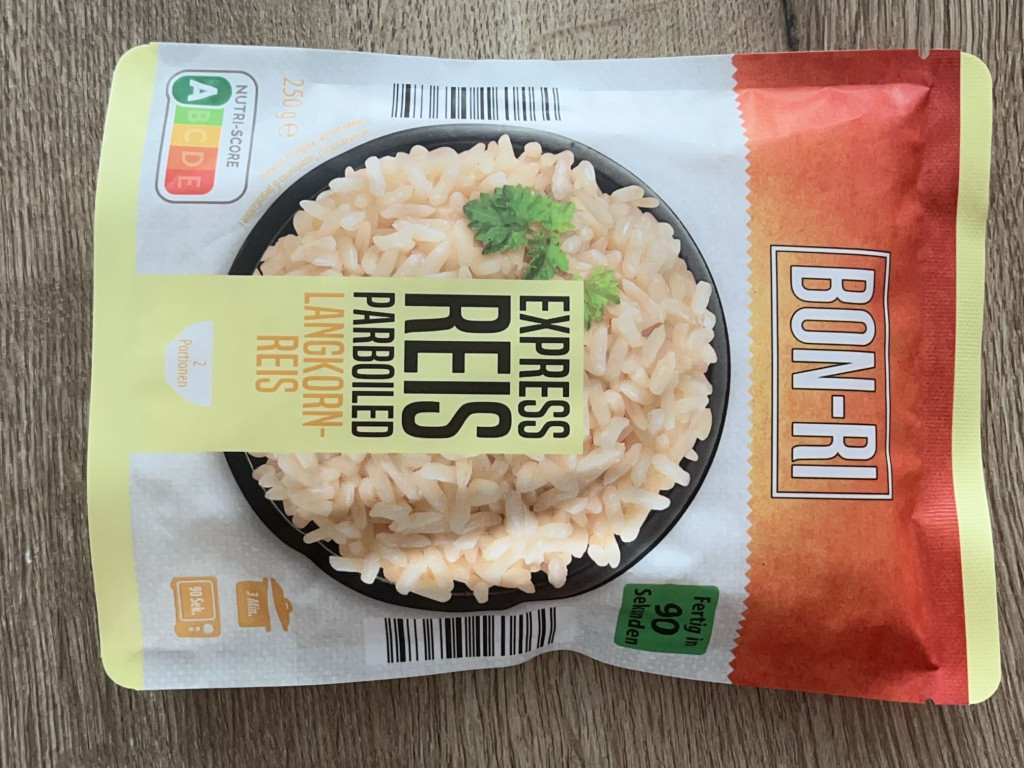 BON-RI
Fertig in
90
Sekunden
EXPRESS
REIS
PARBOILED
LANGKORN-
REIS
2
Portionen
250 g e
NUTRI-SCORE
A B C D E
3 Min.
90 Sek.